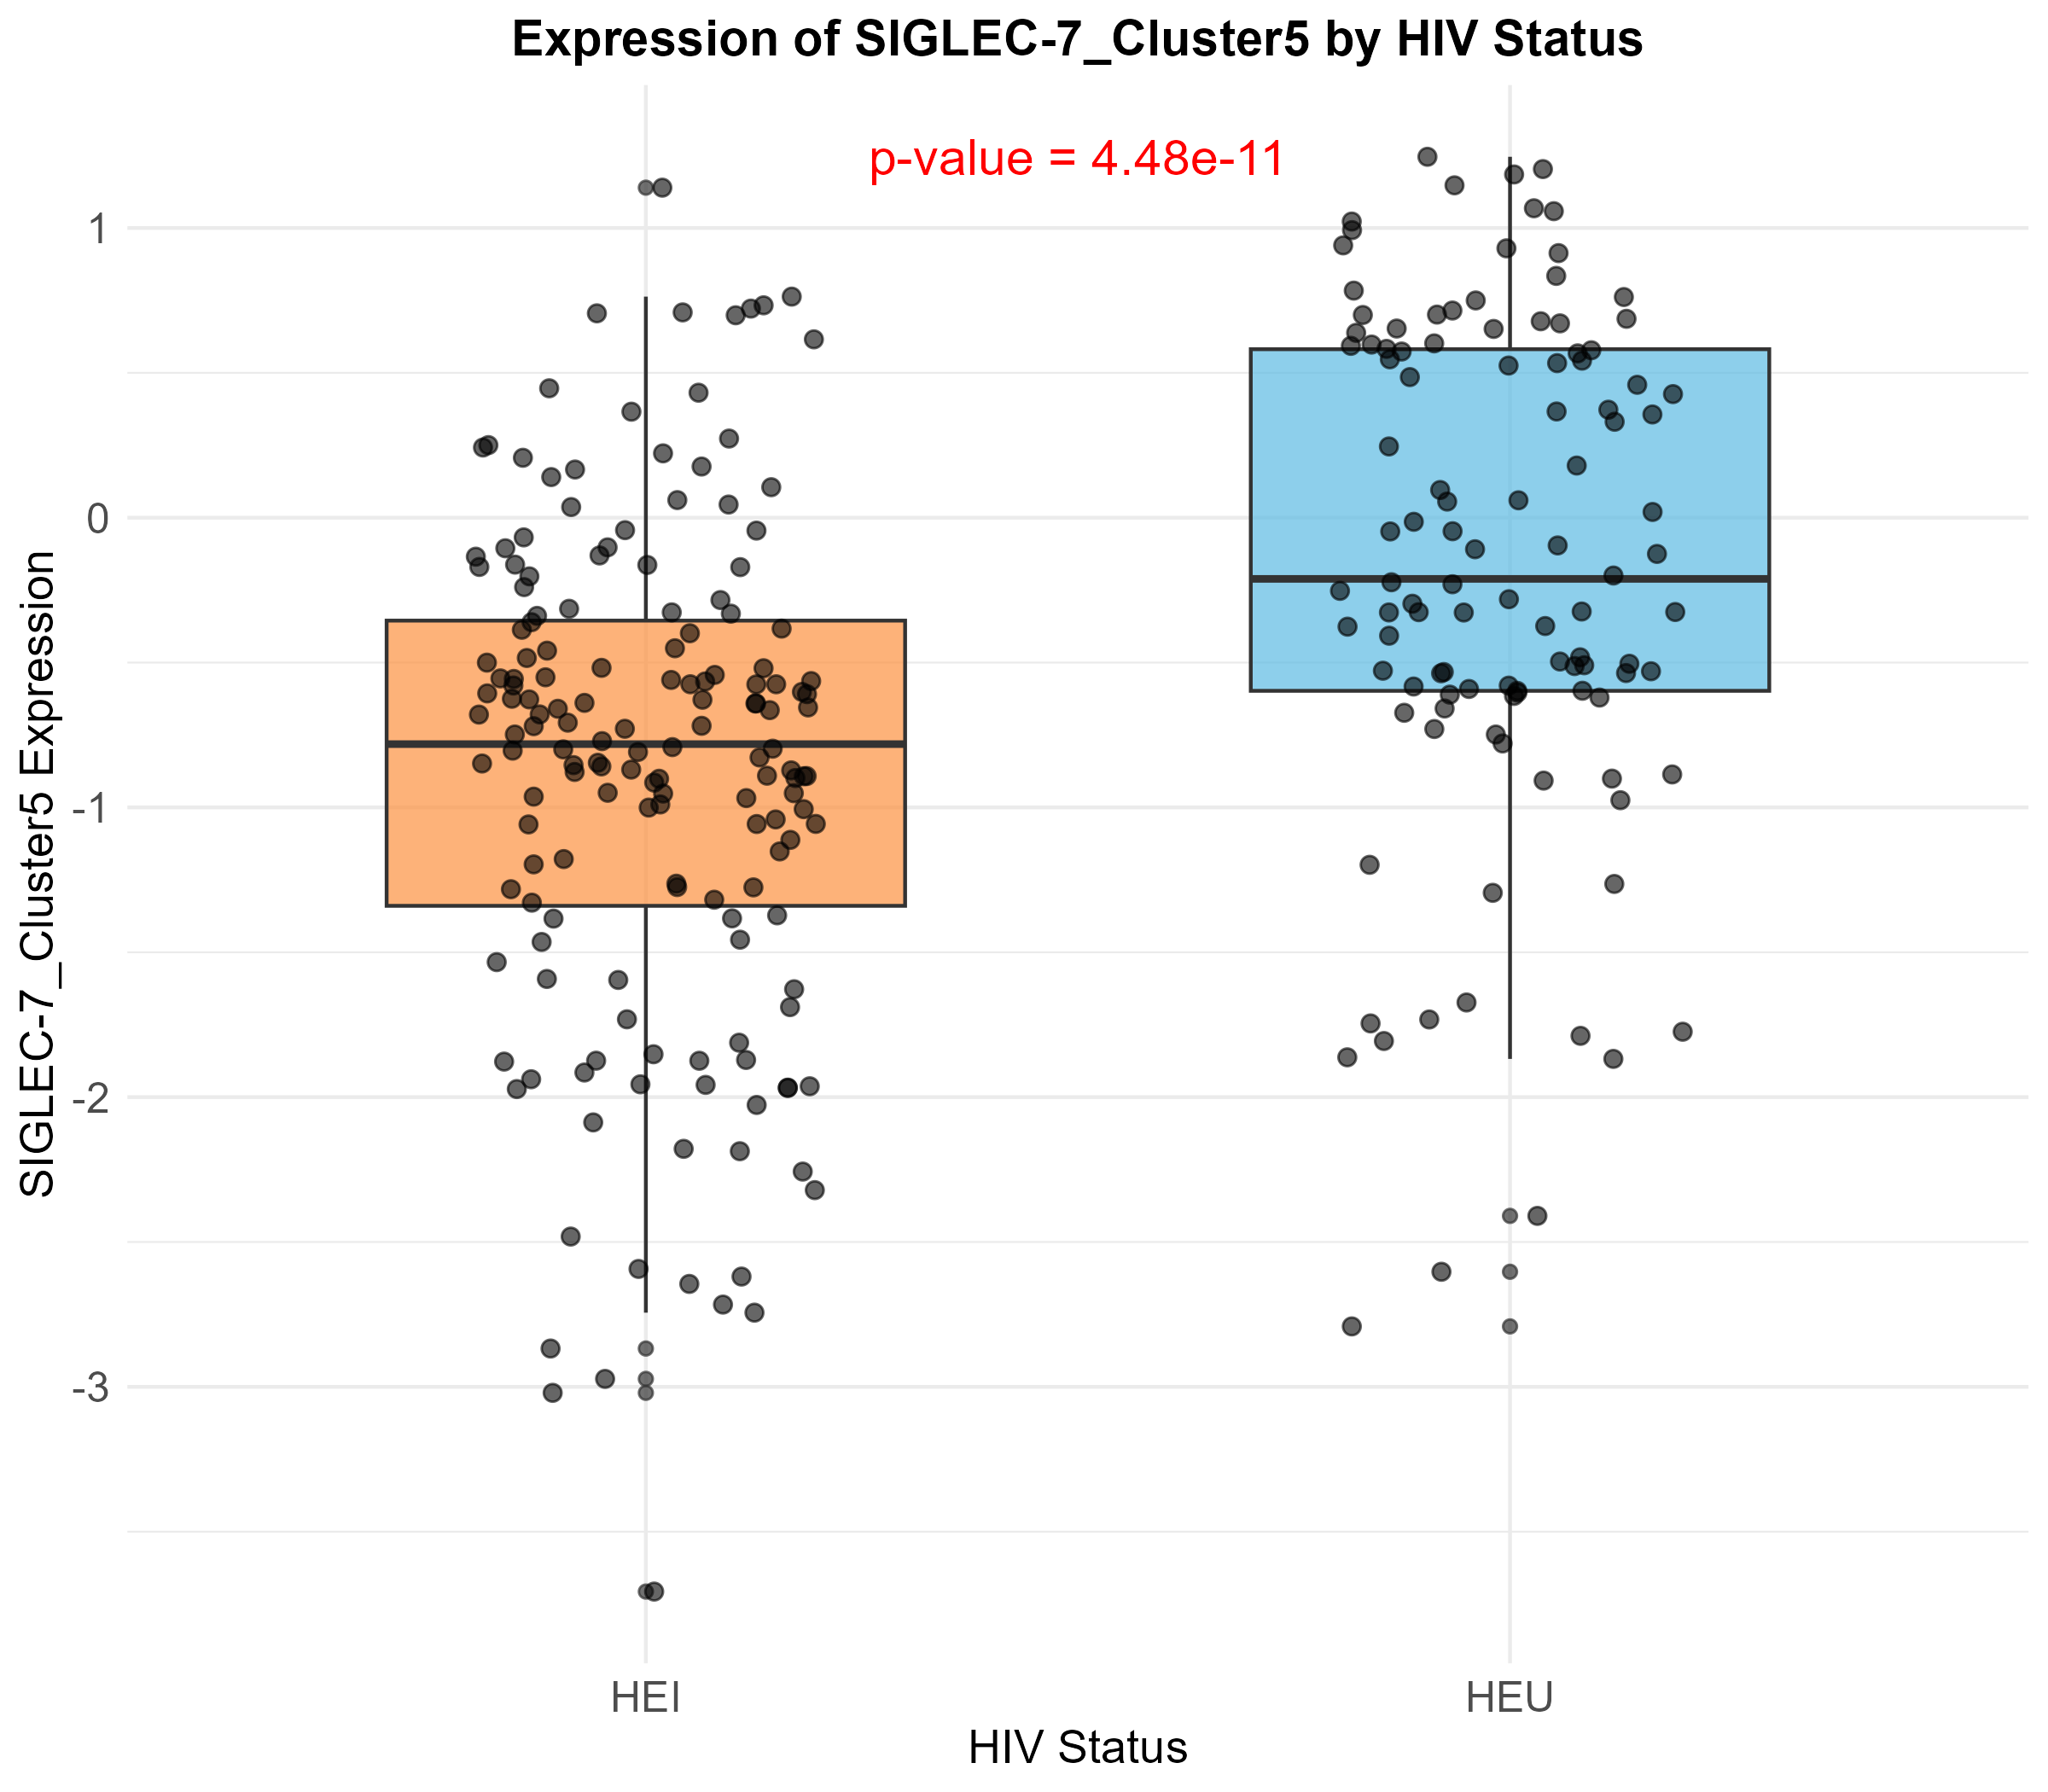 Expression of SIGLEC-7_Cluster5 by HIV Status
p-value = 4.48e-11
SIGLEC-7_Cluster5 Expression
1
0
-1
-2
-3
HEI
HEU
HIV Status